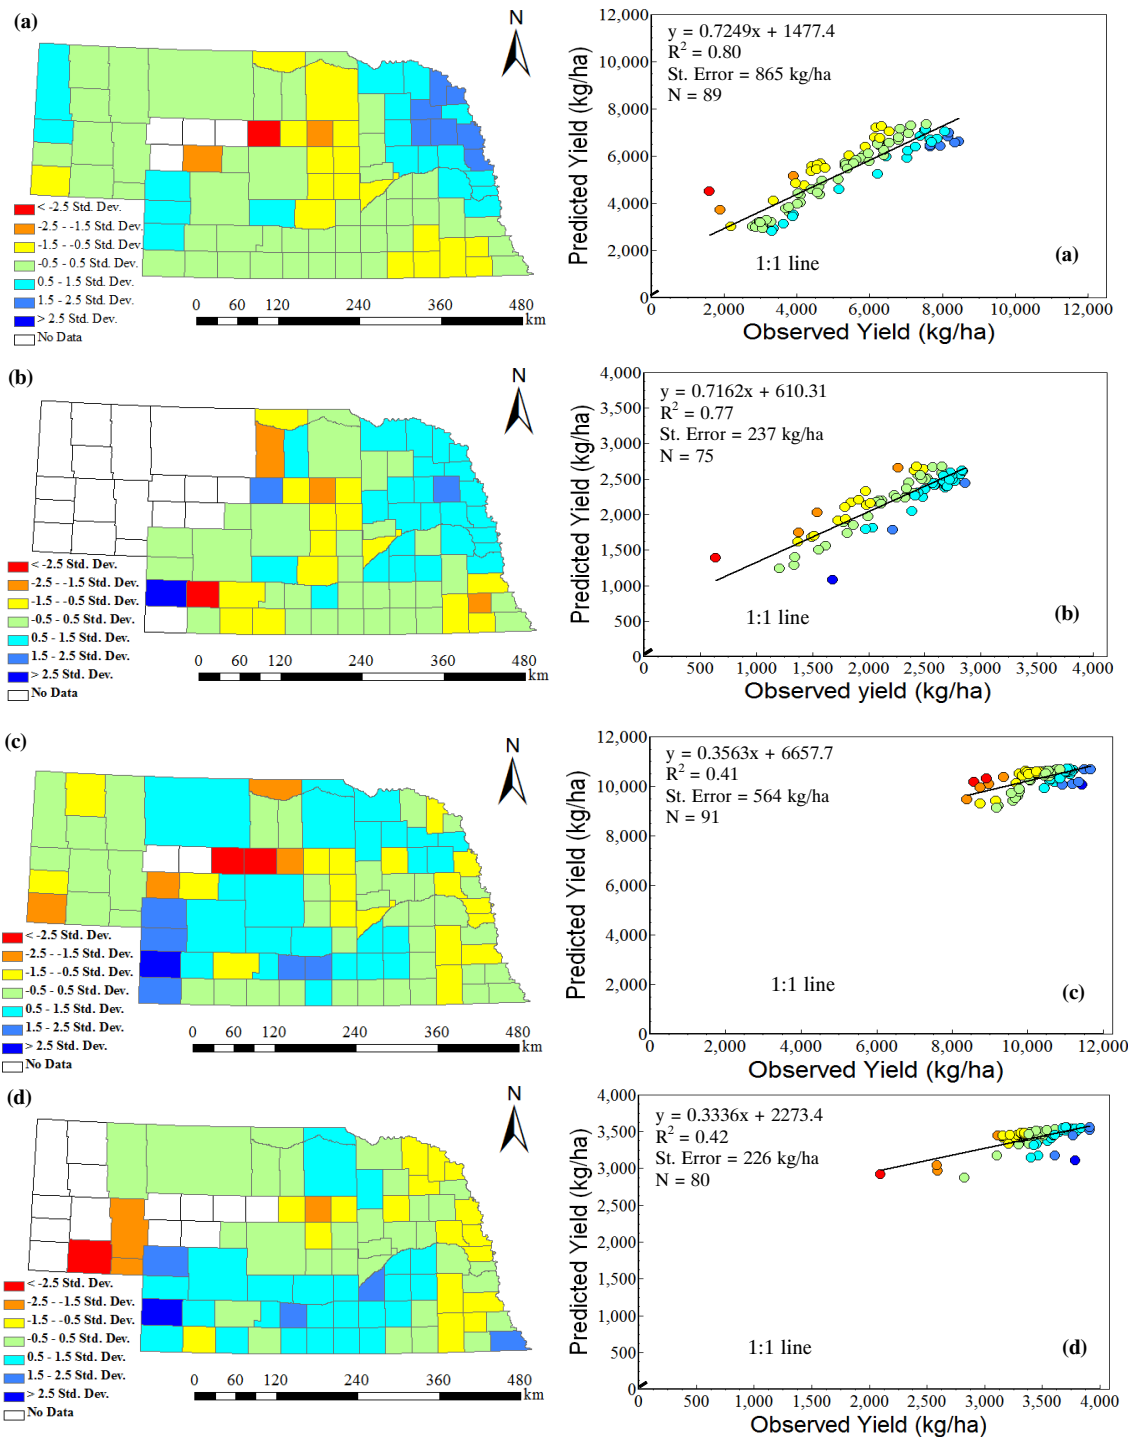 (a)
N
< -2.5 Std. Dev.
-2.5 - -1.5 Std. Dev.
-1.5 - -0.5 Std. Dev.
-0.5 - 0.5 Std. Dev.
0.5 - 1.5 Std. Dev.
1.5 - 2.5 Std. Dev.
> 2.5 Std. Dev.
No Data
0 60 120 240 360 480
km
12,000
10,000
8,000
6,000
4,000
2,000
0
Predicted Yield (kg/ha)
y = 0.7249x + 1477.4
R2 = 0.80
St. Error = 865 kg/ha
N = 89
1:1 line
(a)
2,000 4,000 6,000 8,000 10,000 12,000
Observed Yield (kg/ha)
(b)
N
< -2.5 Std. Dev.
-2.5 - -1.5 Std. Dev.
-1.5 - -0.5 Std. Dev.
-0.5 - 0.5 Std. Dev.
0.5 - 1.5 Std. Dev.
1.5 - 2.5 Std. Dev.
> 2.5 Std. Dev.
No Data
0 60 120 240 360 480
km
4,000
3,500
3,000
2,500
2,000
1,500
1,000
500
0
Predicted Yield (kg/ha)
y = 0.7162x + 610.31
R2 = 0.77
St. Error = 237 kg/ha
N = 75
1:1 line
(b)
0 500 1,000 1,500 2,000 2,500 3,000 3,500 4,000
Observed yield (kg/ha)
(c)
N
< -2.5 Std. Dev.
-2.5 - -1.5 Std. Dev.
-1.5 - -0.5 Std. Dev.
-0.5 - 0.5 Std. Dev.
0.5 - 1.5 Std. Dev.
1.5 - 2.5 Std. Dev.
> 2.5 Std. Dev.
No Data
0 60 120 240 360 480
km
12,000
10,000
8,000
6,000
4,000
2,000
0
Predicted Yield (kg/ha)
y = 0.3563x + 6657.7
R2 = 0.41
St. Error = 564 kg/ha
N = 91
1:1 line
(c)
0 2,000 4,000 6,000 8,000 10,000 12,000
Observed Yield (kg/ha)
(d)
N
< -2.5 Std. Dev.
-2.5 - -1.5 Std. Dev.
-1.5 - -0.5 Std. Dev.
-0.5 - 0.5 Std. Dev.
0.5 - 1.5 Std. Dev.
1.5 - 2.5 Std. Dev.
> 2.5 Std. Dev.
No Data
0 60 120 240 360 480
km
4,000
3,500
3,000
2,500
2,000
1,500
1,000
500
0
Predicted Yield (kg/ha)
y = 0.3336x + 2273.4
R2 = 0.42
St. Error = 226 kg/ha
N = 80
1:1 line
(d)
0 500 1,000 1,500 2,000 2,500 3,000 3,500 4,000
Observed Yield (kg/ha)